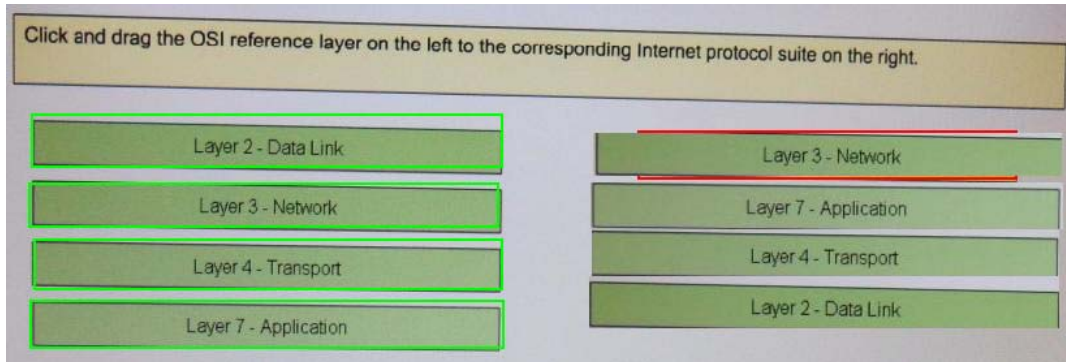 Click and drag the OSI reference layer on the left to the corresponding Internet protocol suite on the right.
Layer 2 - Data Link
Layer 3 - Network
Layer 4 - Transport
Layer 7 - Application
Layer 3 - Network
Layer 7 - Application
Layer 4 - Transport
Layer 2 - Data Link